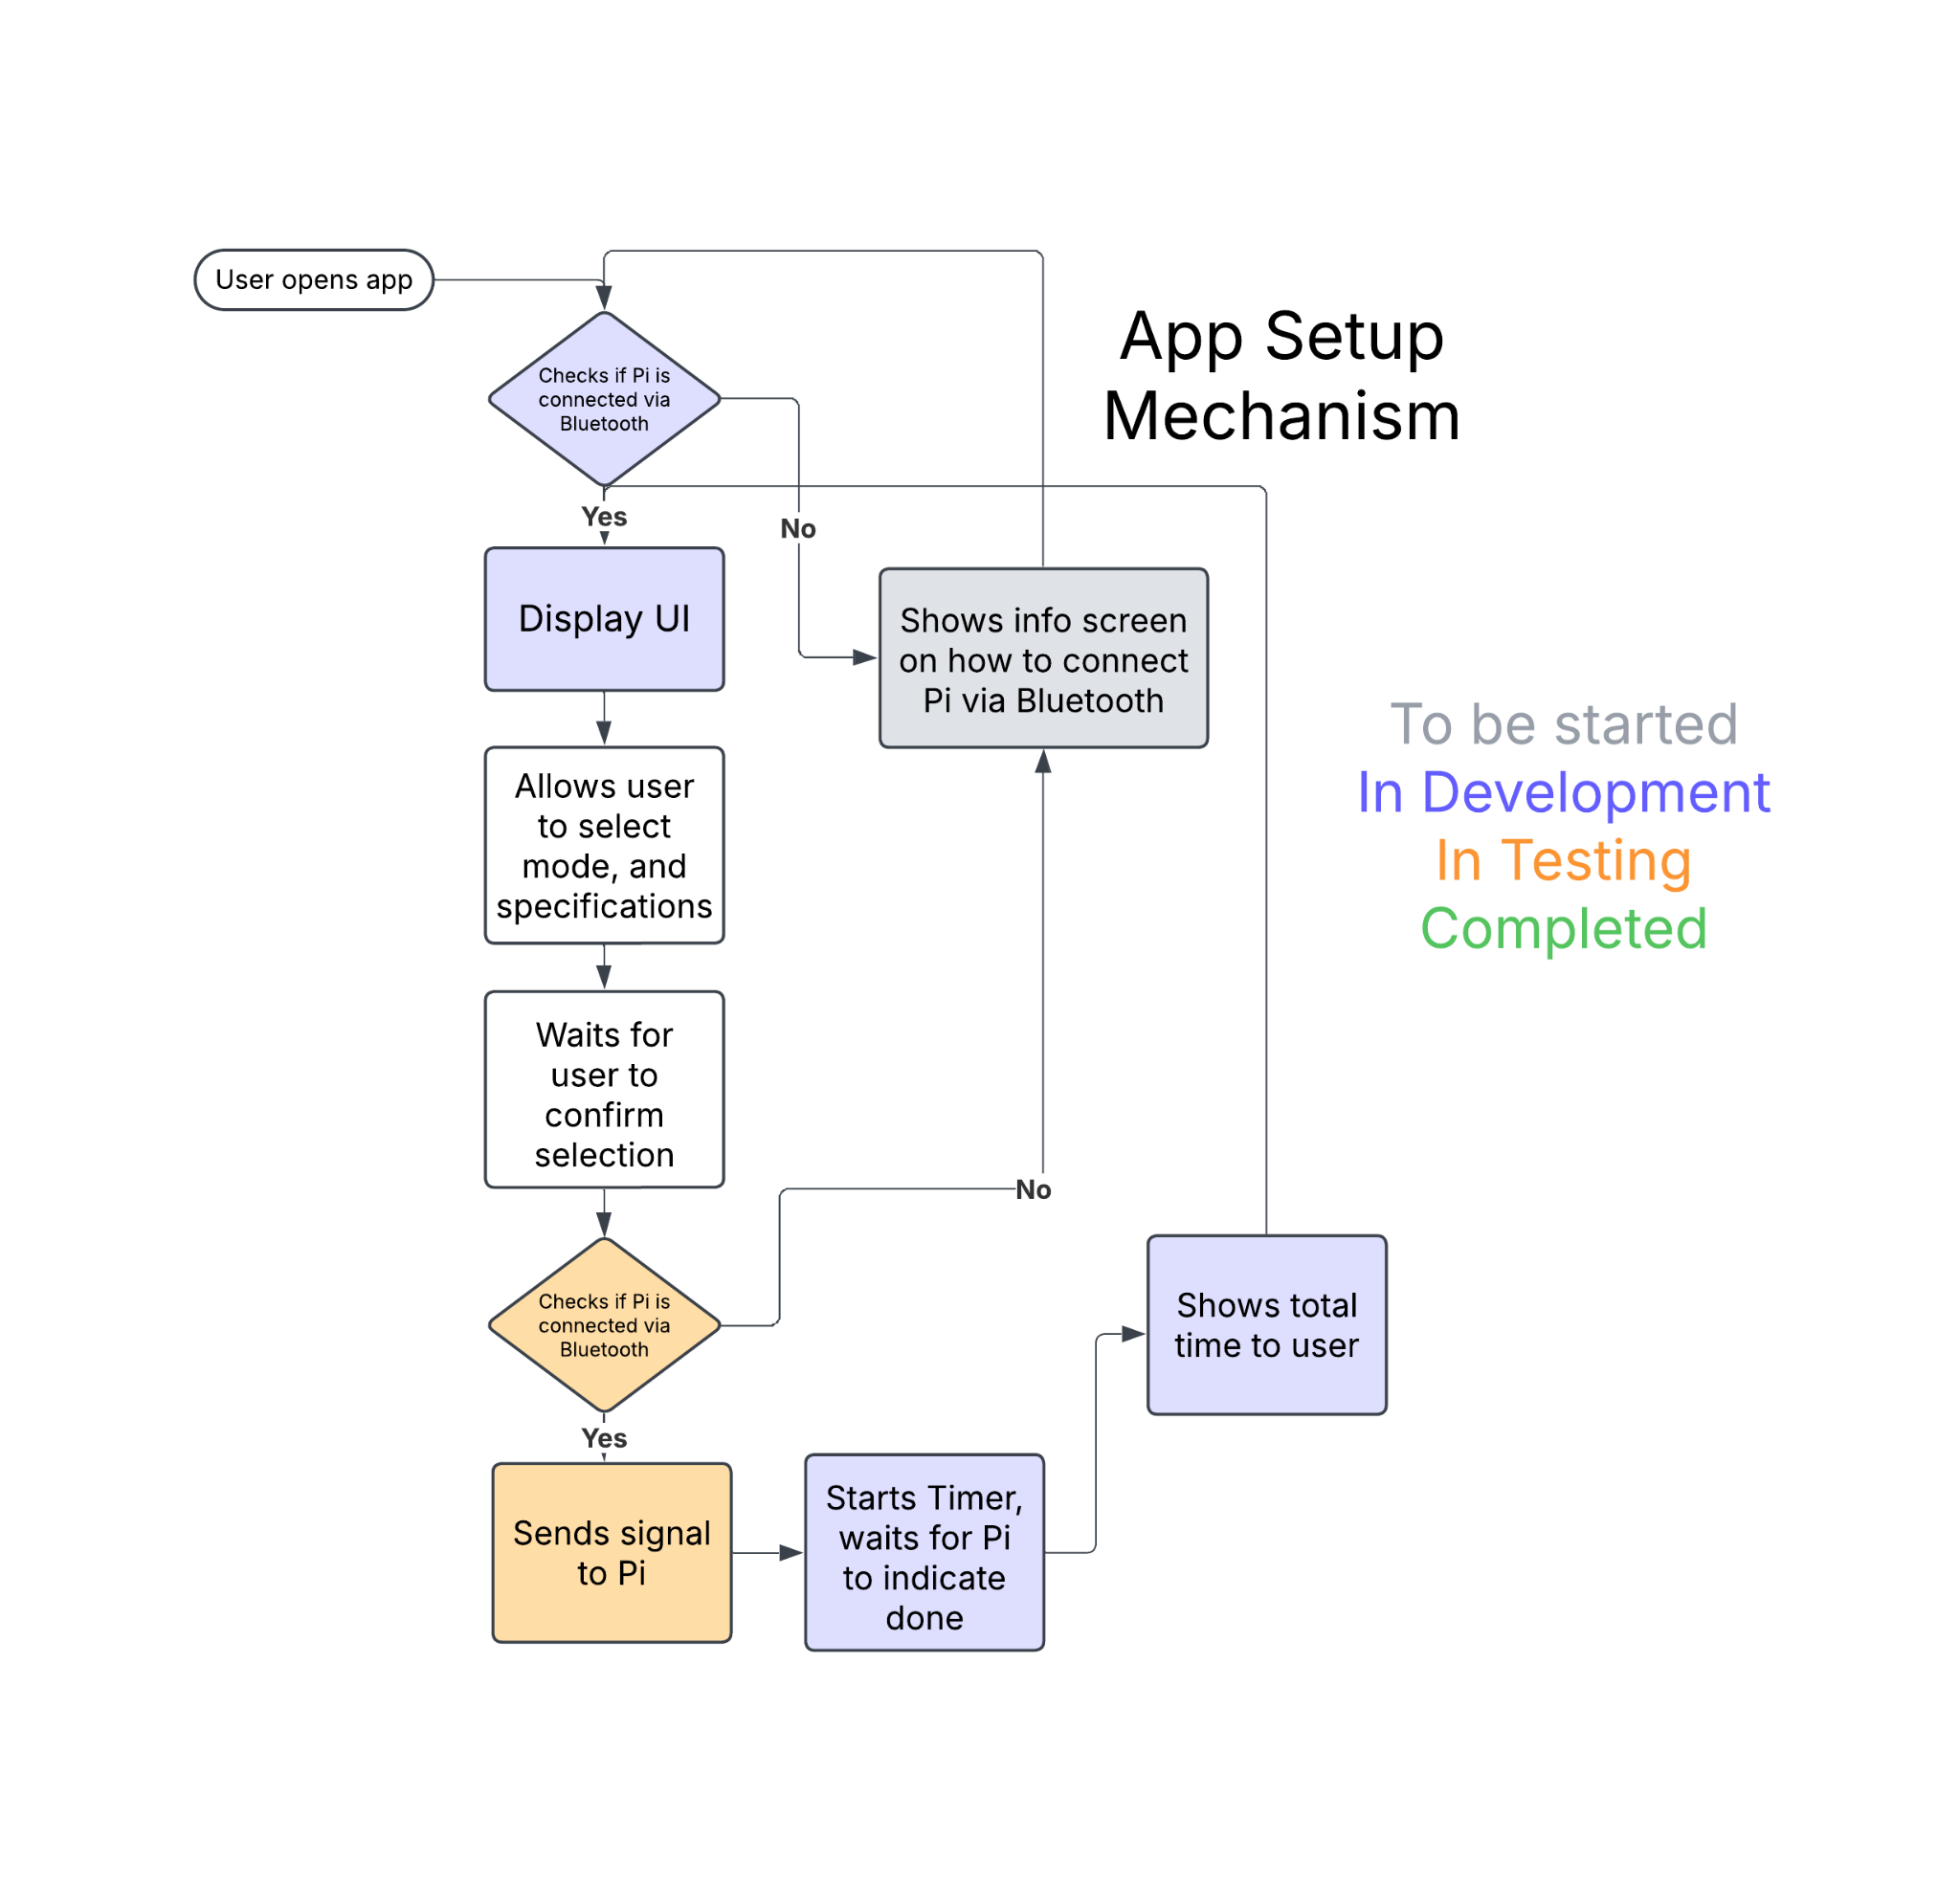 User opens app
App Setup
Mechanism
Checks if Pi is
connected via
Bluetooth
Yes
No
Display UI
Shows info screen
on how to connect
Pi via Bluetooth
To be started
In Development
In Testing
Completed
Allows user
to select
mode, and
specifications
Waits for
user to
confirm
selection
No
Checks if Pi is
connected via
Bluetooth
Shows total
time to user
Yes
Sends signal
to Pi
Starts Timer,
waits for Pi
to indicate
done